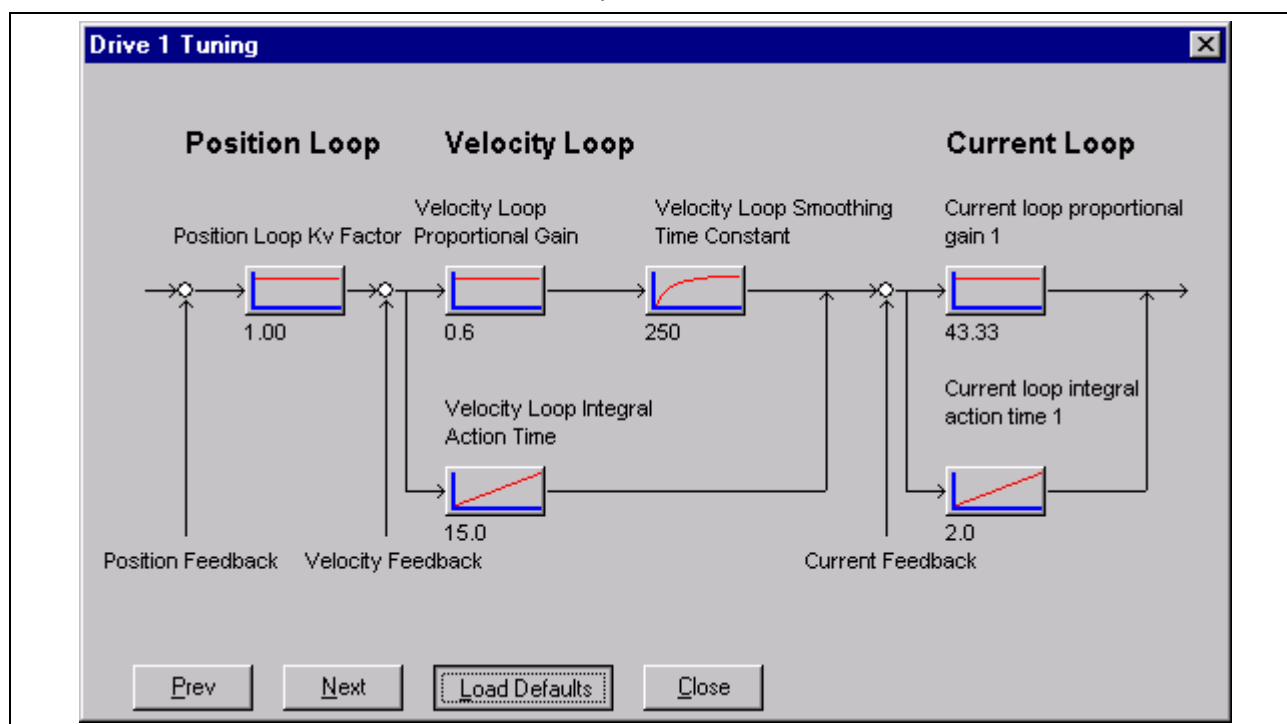 Drive 1 Tuning
Position Loop
Velocity Loop
Current Loop
Position Loop Kv Factor
Velocity Loop
Proportional Gain
Velocity Loop Smoothing
Time Constant
Current loop proportional
gain 1
1.00
0.6
250
43.33
Velocity Loop Integral
Action Time
Current loop integral
action time 1
15.0
2.0
Position Feedback
Velocity Feedback
Current Feedback
Prev
Next
Load Defaults
Close